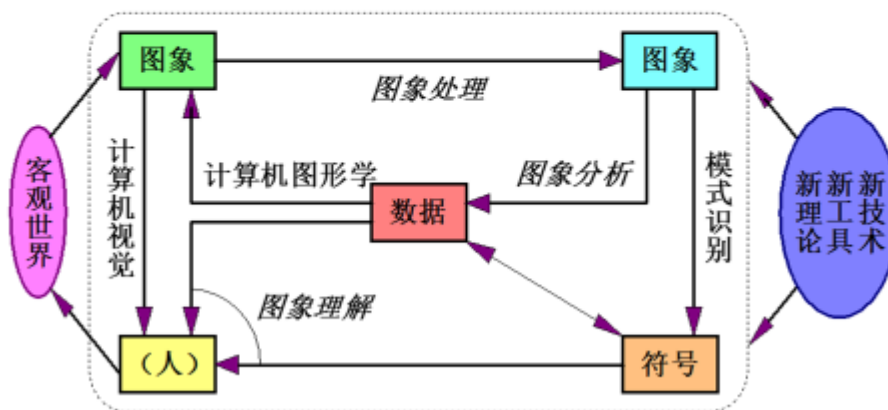 图象
图象
图象处理
客观世界
计算机视觉
计算机图形学
图象分析
数据
模式识别
新技术
新工具
新理论
图象理解
（人）
符号